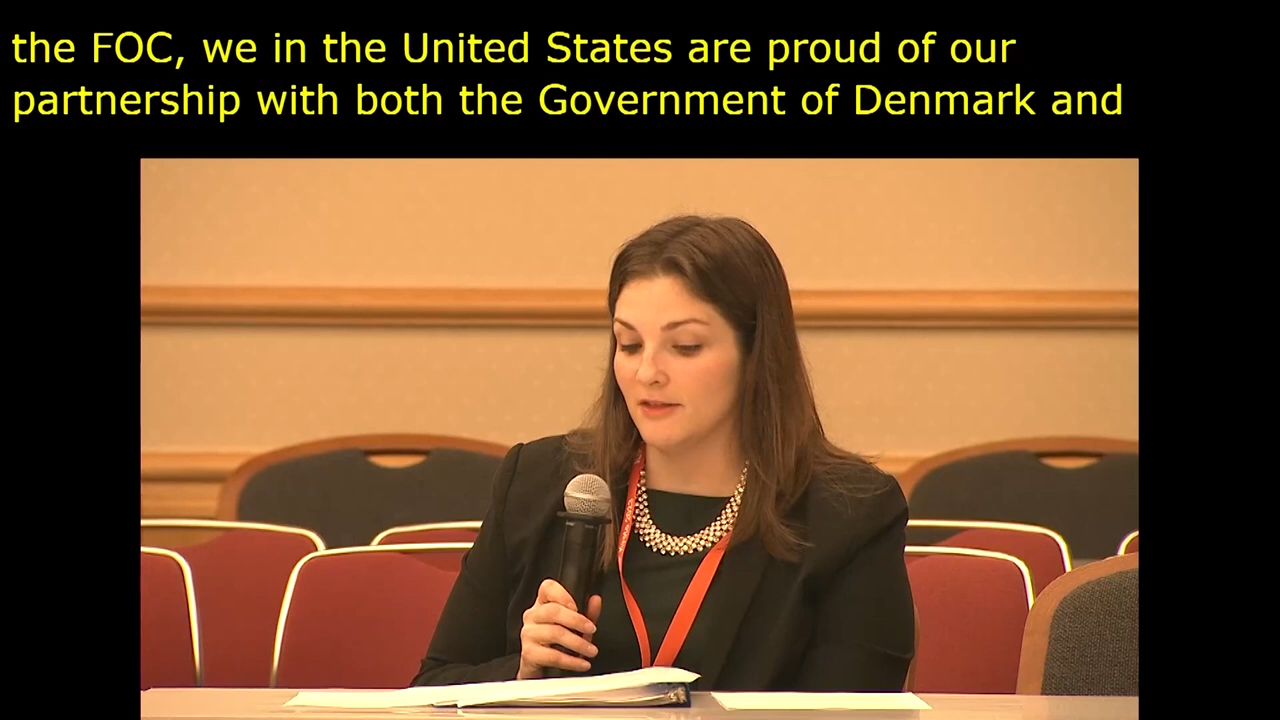 the FOC, we in the United States are proud of our
partnership with both the Government of Denmark and